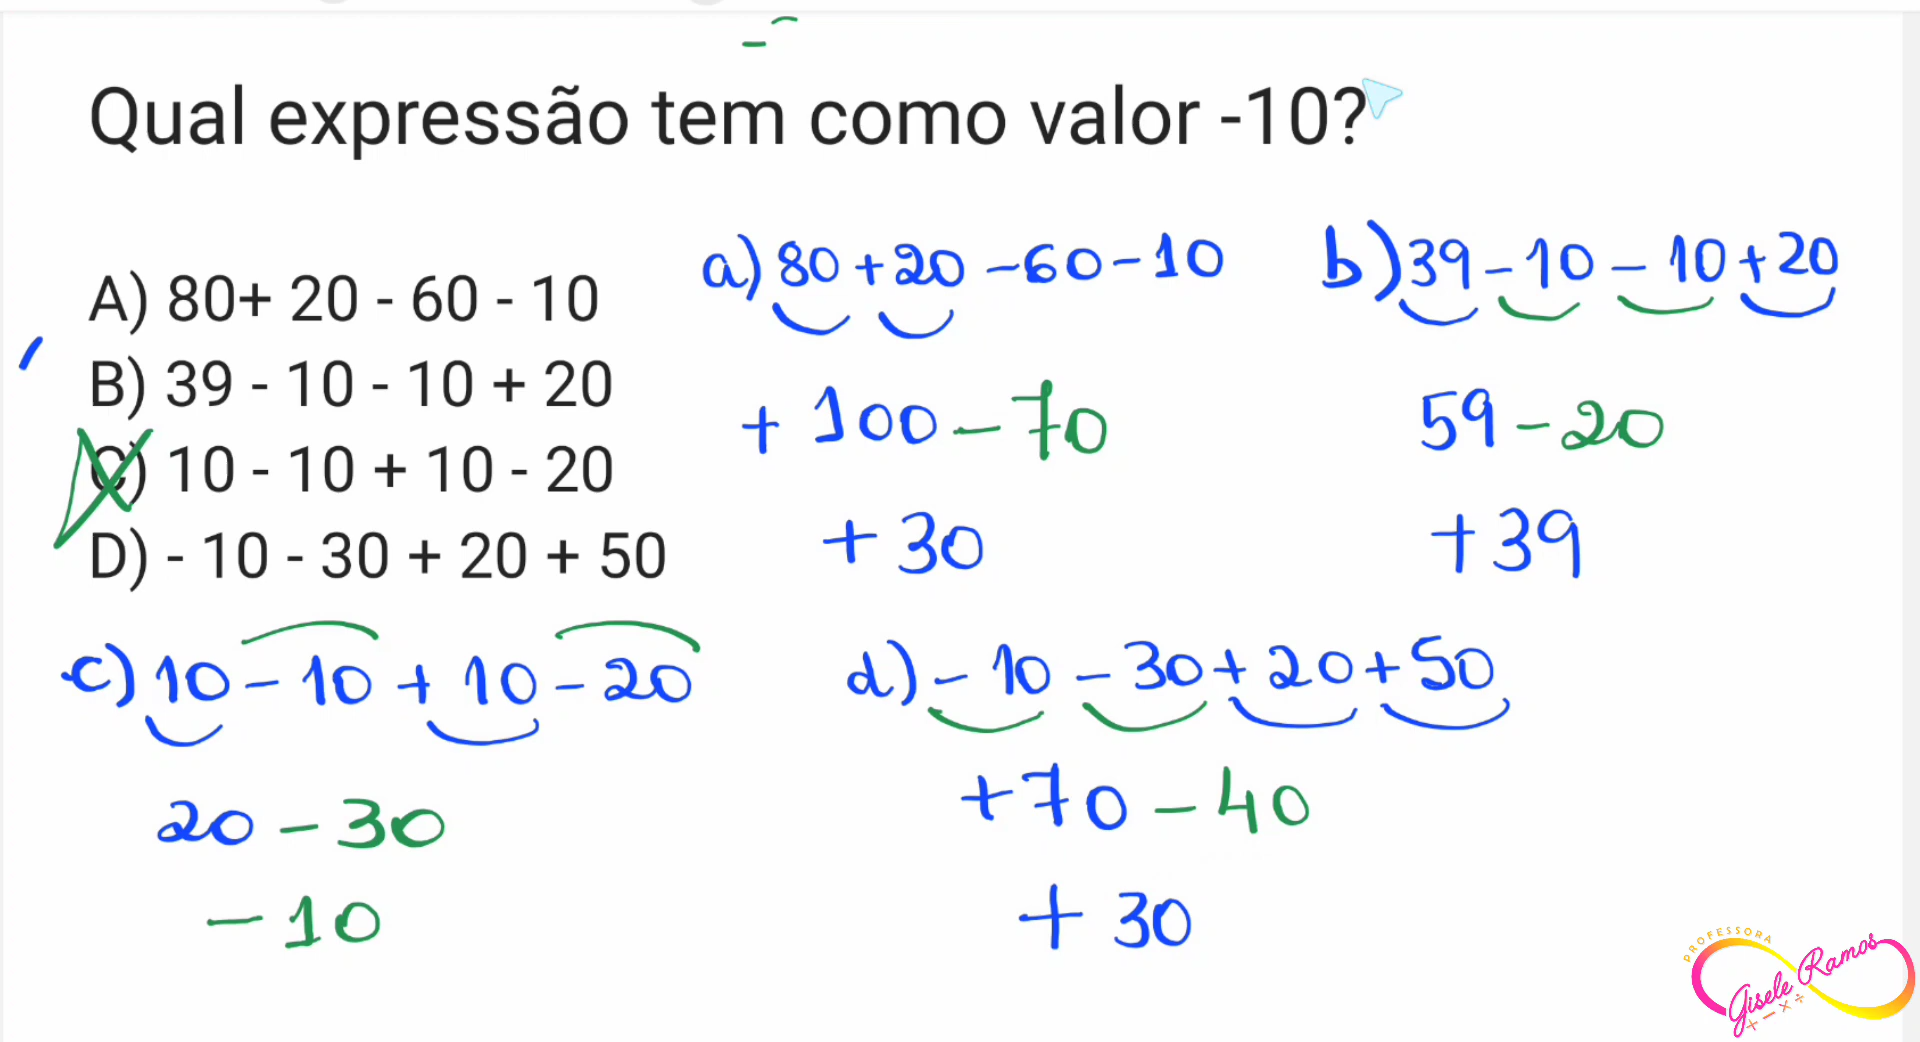 Qual expressão tem como valor -10?
A) 80+ 20 - 60 - 10
B) 39 - 10 - 10 + 20
C) 10 - 10 + 10 - 20
D) - 10 - 30 + 20 + 50
a) 80 + 20 - 60 - 10
+ 100 - 70
+ 30
b) 39 - 10 - 10 + 20
59 - 20
+ 39
c) 10 - 10 + 10 - 20
20 - 30
- 10
d) - 10 - 30 + 20 + 50
+ 70 - 40
+ 30
PROFESSORA
Gisele Ramos
+ − × ÷